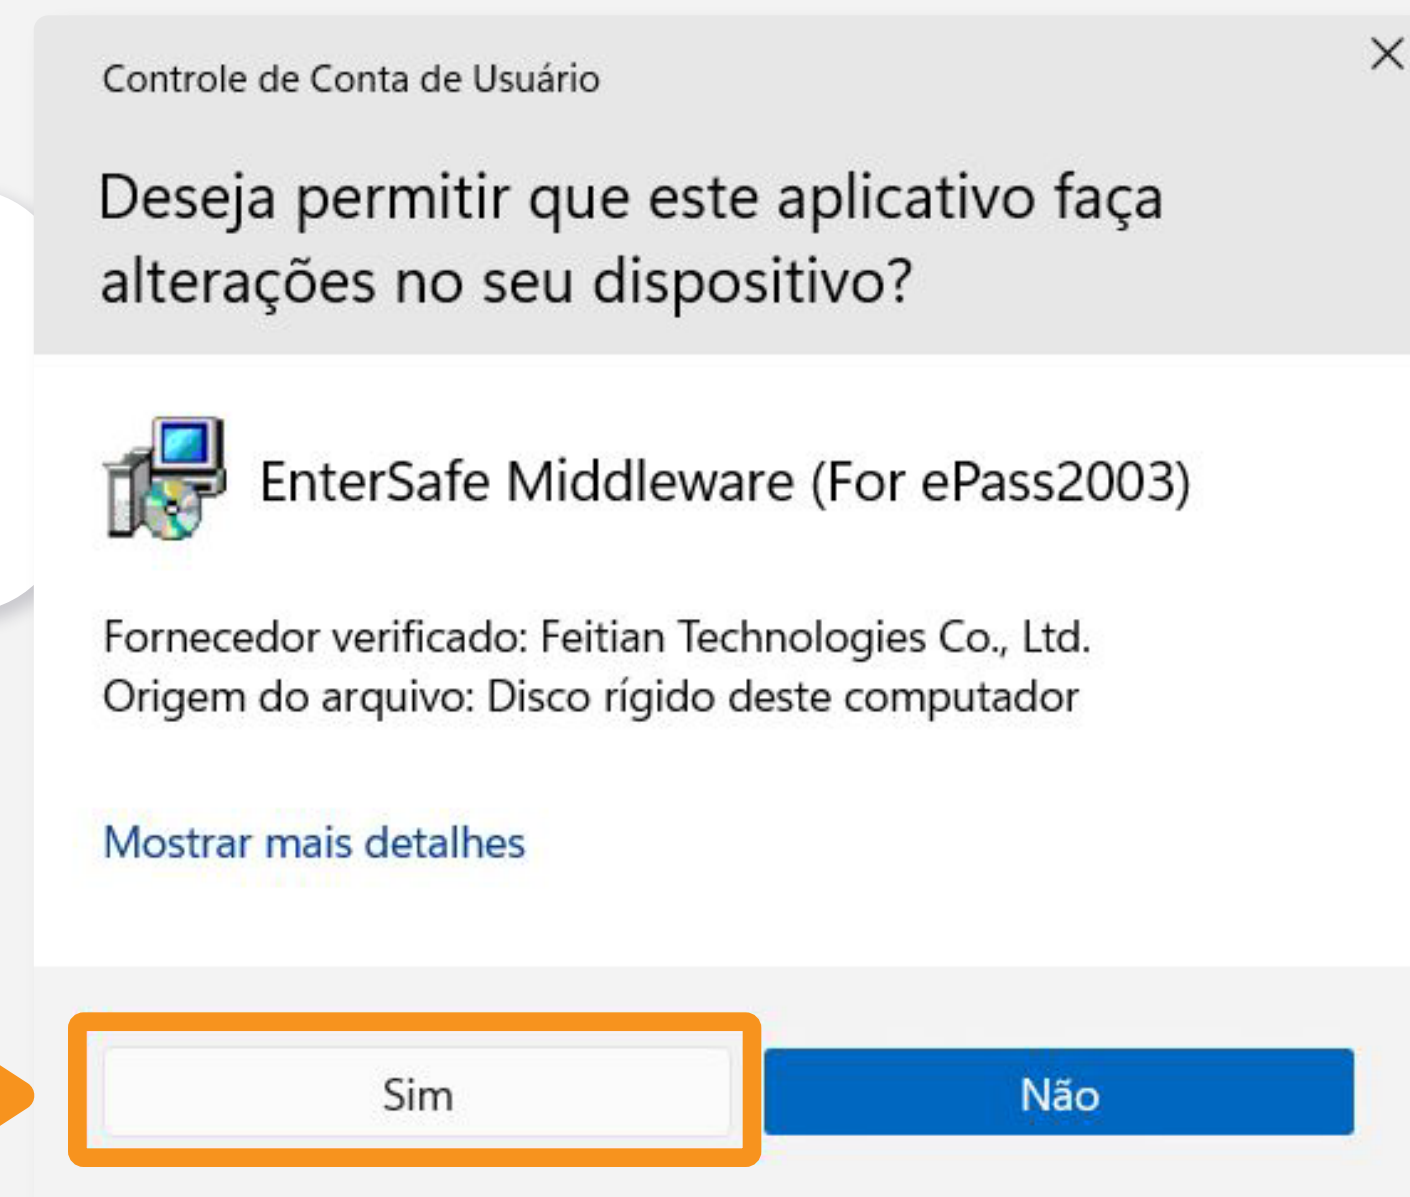 Controle de Conta de Usuário
Deseja permitir que este aplicativo faça
alterações no seu dispositivo?
EnterSafe Middleware (For ePass2003)
Fornecedor verificado: Feitian Technologies Co., Ltd.
Origem do arquivo: Disco rígido deste computador
Mostrar mais detalhes
Sim
Não